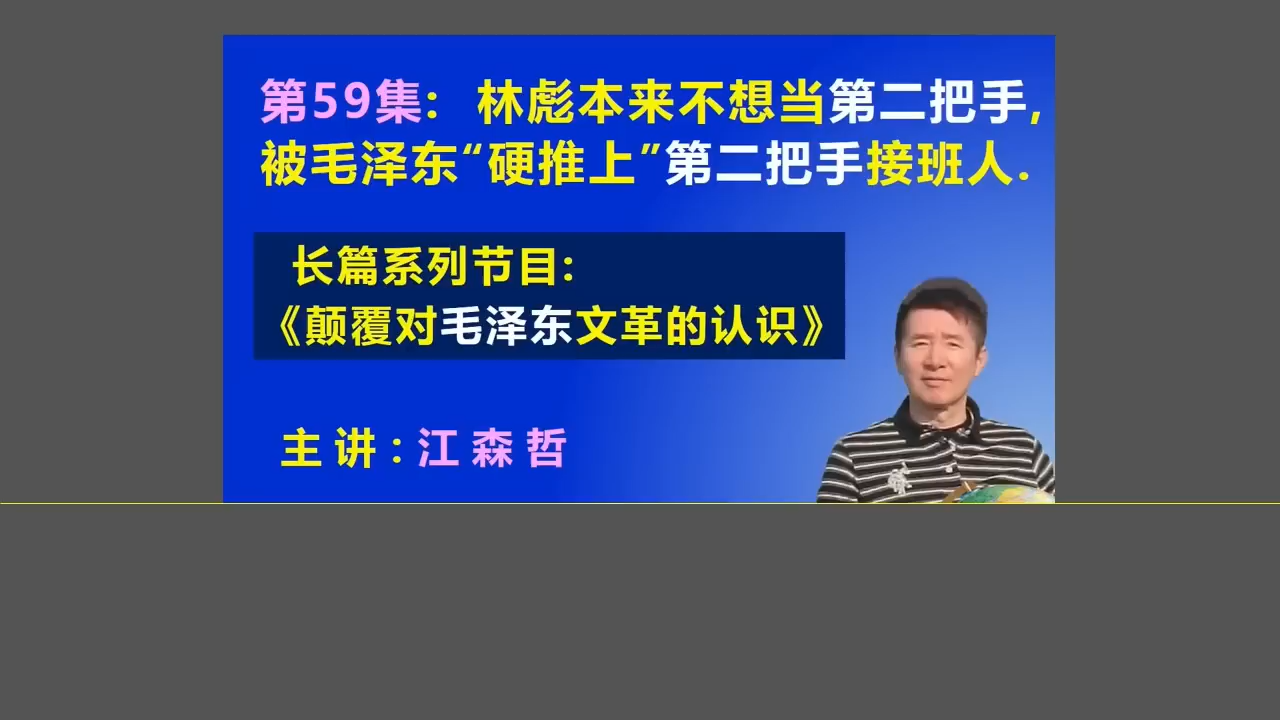 第59集: 林彪本来不想当第二把手,
被毛泽东“硬推上”第二把手接班人.
长篇系列节目:
《颠覆对毛泽东文革的认识》
主讲:江森哲